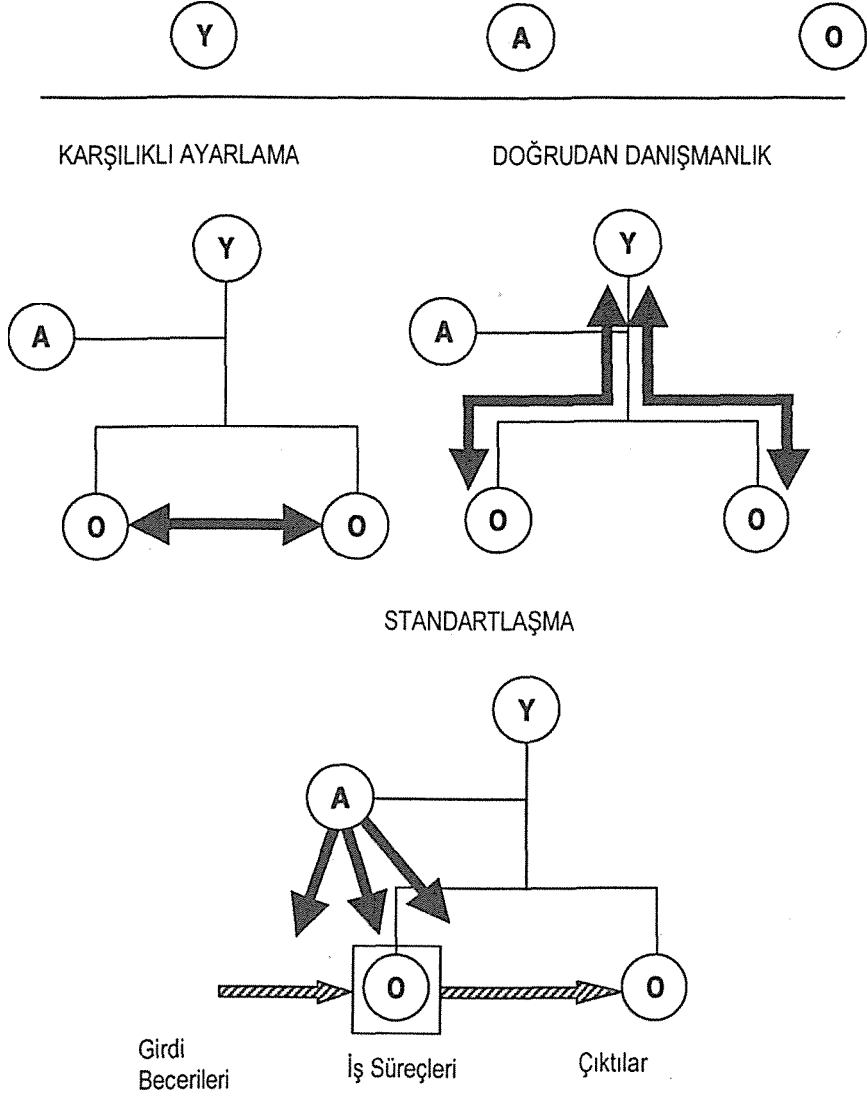 Y A O
KARŞILIKLI AYARLAMA
DOĞRUDAN DANIŞMANLIK
Y
A
O O
Y
A
O O
STANDARTLAŞMA
Y
A
O O
Girdi
Becerileri
İş Süreçleri
Çıktılar